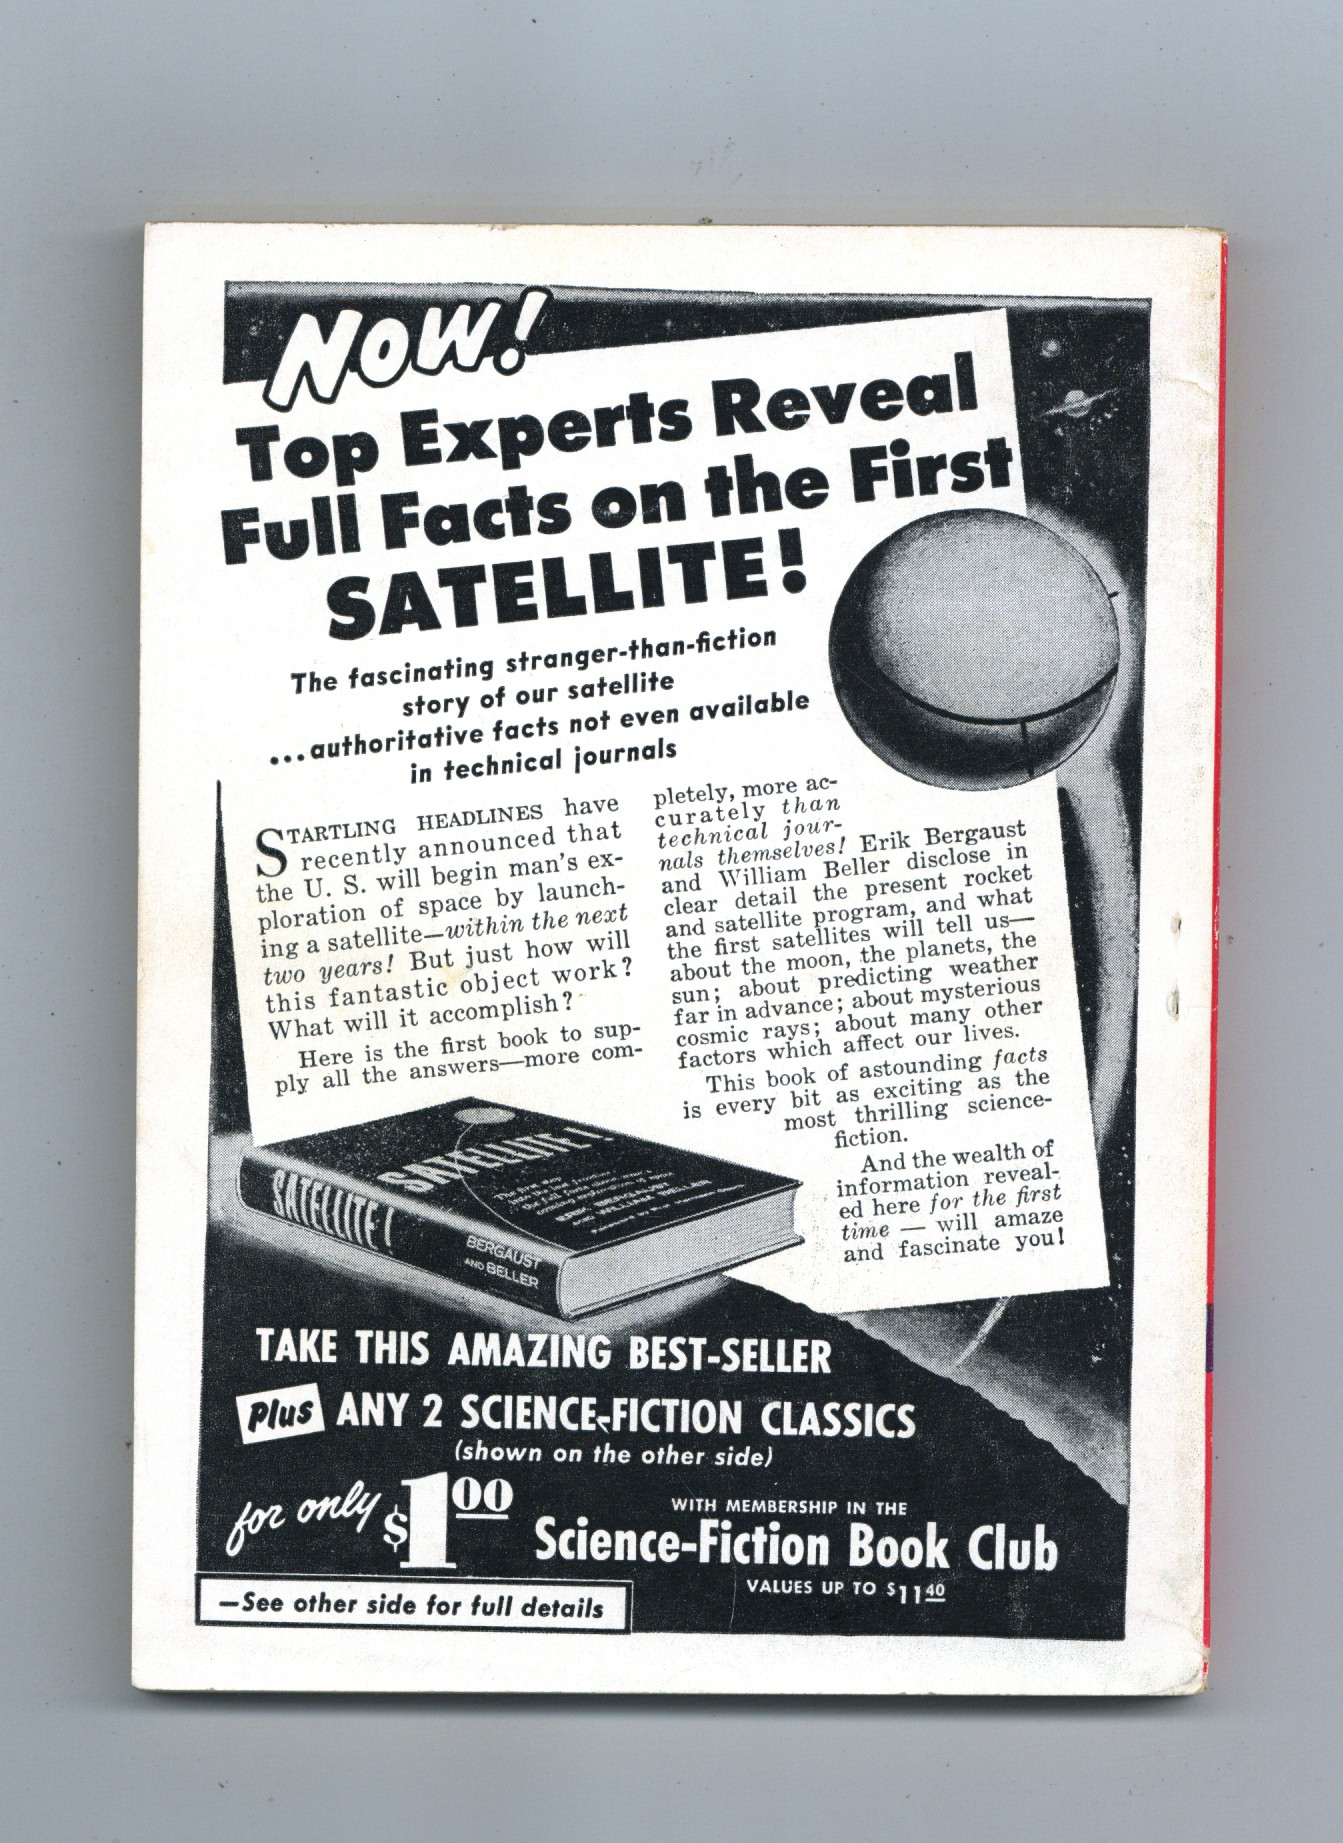 NOW!
Top Experts Reveal
Full Facts on the First
SATELLITE!
The fascinating stranger-than-fiction
story of our satellite
...authoritative facts not even available
in technical journals
STARTLING HEADLINES have
recently announced that
the U. S. will begin man's ex-
ploration of space by launch-
ing a satellite—within the next
two years! But just how will
this fantastic object work?
What will it accomplish?
Here is the first book to sup-
ply all the answers—more com-
pletely, more ac-
curately than
technical jour-
nals themselves! Erik Bergaust
and William Beller disclose in
clear detail the present rocket
and satellite program, and what
the first satellites will tell us—
about the moon, the planets, the
sun; about predicting weather
far in advance; about mysterious
cosmic rays; about many other
factors which affect our lives.
This book of astounding facts
is every bit as exciting as the
most thrilling science-
fiction.
And the wealth of
information reveal-
ed here for the first
time — will amaze
and fascinate you!
SATELLITE!
ERIK BERGAUST
and WILLIAM BELLER
SATELLITE!
BERGAUST
AND BELLER
TAKE THIS AMAZING BEST-SELLER
Plus ANY 2 SCIENCE-FICTION CLASSICS
(shown on the other side)
for only $1.00
WITH MEMBERSHIP IN THE
Science-Fiction Book Club
VALUES UP TO $11.40
—See other side for full details